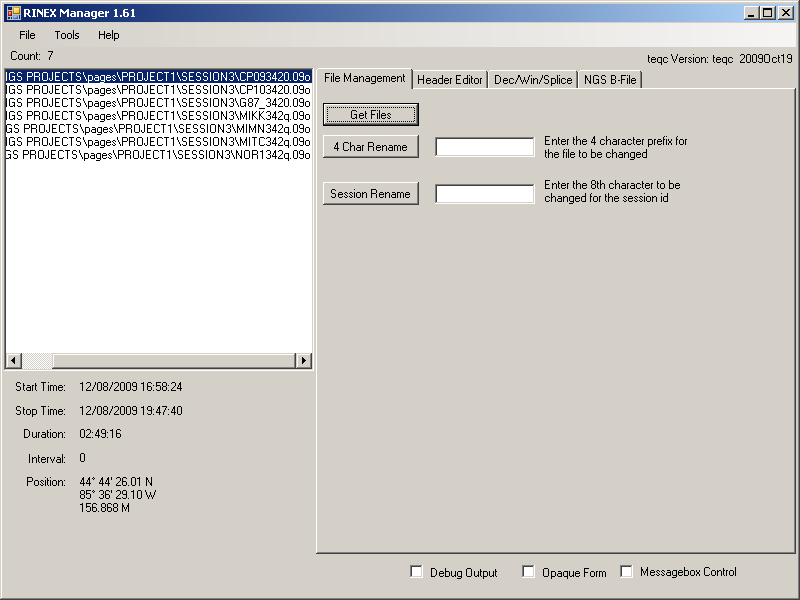 RINEX Manager 1.61
File Tools Help
Count: 7
teqc Version: teqc 2009Oct19
IGS PROJECTS\pages\PROJECT1\SESSION3\CP093420.09o
IGS PROJECTS\pages\PROJECT1\SESSION3\CP103420.09o
IGS PROJECTS\pages\PROJECT1\SESSION3\G87_3420.09o
IGS PROJECTS\pages\PROJECT1\SESSION3\MIKK342q.09o
GS PROJECTS\pages\PROJECT1\SESSION3\MIMN342q.09o
IGS PROJECTS\pages\PROJECT1\SESSION3\MITC342q.09o
GS PROJECTS\pages\PROJECT1\SESSION3\NOR1342q.09o
File Management Header Editor Dec/Win/Splice NGS B-File
Get Files
4 Char Rename
Enter the 4 character prefix for
the file to be changed
Session Rename
Enter the 8th character to be
changed for the session id
Start Time: 12/08/2009 16:58:24
Stop Time: 12/08/2009 19:47:40
Duration: 02:49:16
Interval: 0
Position: 44° 44' 26.01 N
85° 36' 29.10 W
156.868 M
Debug Output Opaque Form Messagebox Control